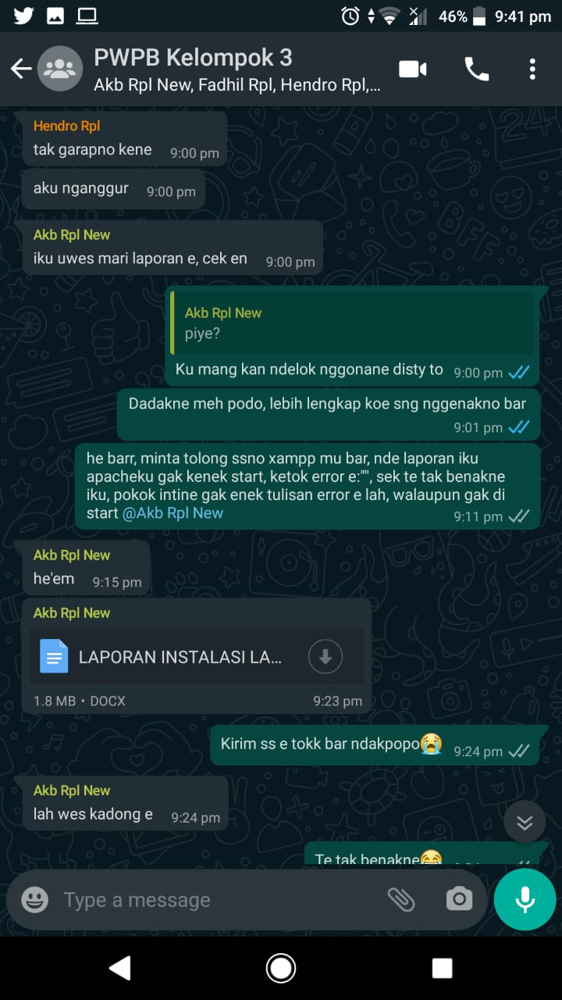 46% 9:41 pm
PWPB Kelompok 3
Akb Rpl New, Fadhil Rpl, Hendro Rpl,...
Hendro Rpl
tak garapno kene 9:00 pm
aku nganggur 9:00 pm
Akb Rpl New
iku uwes mari laporan e, cek en 9:00 pm
Akb Rpl New
piye?
Ku mang kan ndelok nggonane disty to 9:00 pm
Dadakne meh podo, lebih lengkap koe sng nggenakno bar
9:01 pm
he barr, minta tolong ssno xampp mu bar, nde laporan iku
apacheku gak kenek start, ketok error e:"", sek te tak benakne
iku, pokok intine gak enek tulisan error e lah, walaupun gak di
start @Akb Rpl New 9:11 pm
Akb Rpl New
he'em 9:15 pm
Akb Rpl New
LAPORAN INSTALASI LA...
1.8 MB • DOCX 9:23 pm
Kirim ss e tokk bar ndakpopo😭 9:24 pm
Akb Rpl New
lah wes kadong e 9:24 pm
Te tak benakne😂
Type a message